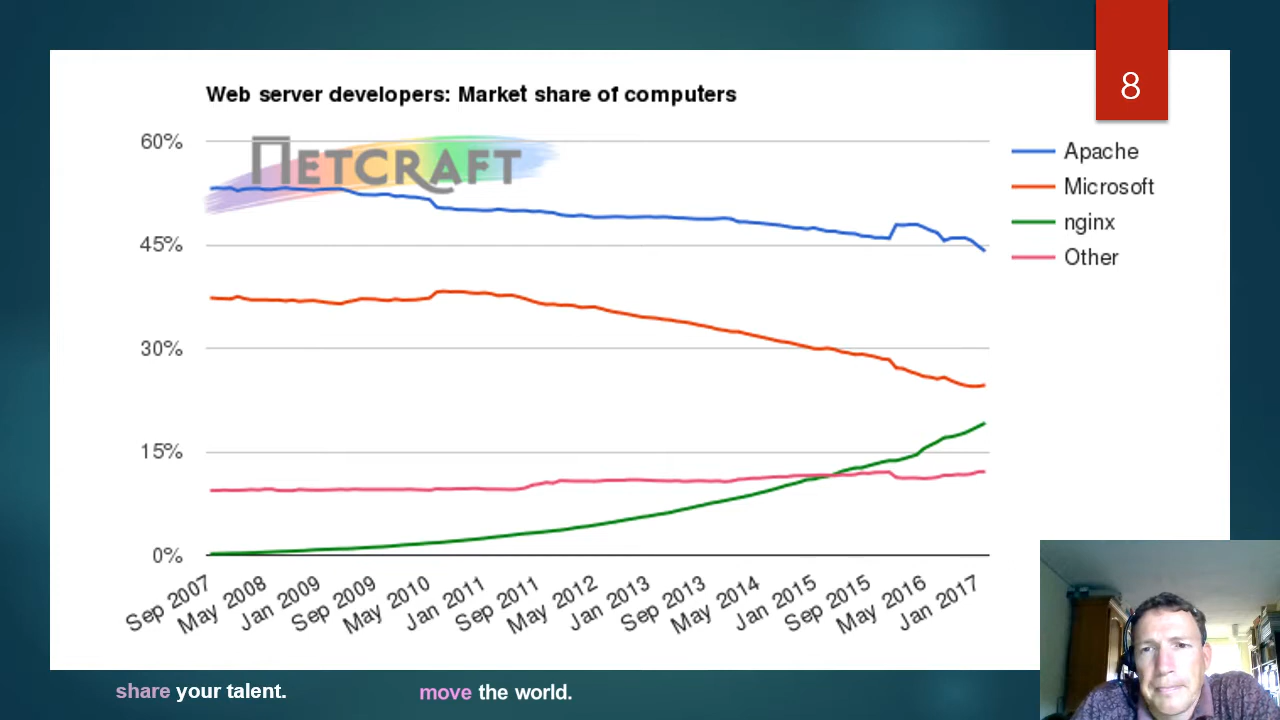 8
Web server developers: Market share of computers
NETCRAFT
60%
45%
30%
15%
0%
Apache
Microsoft
nginx
Other
Sep 2007
May 2008
Jan 2009
Sep 2009
May 2010
Jan 2011
Sep 2011
May 2012
Jan 2013
Sep 2013
May 2014
Jan 2015
Sep 2015
May 2016
Jan 2017
share your talent.
move the world.